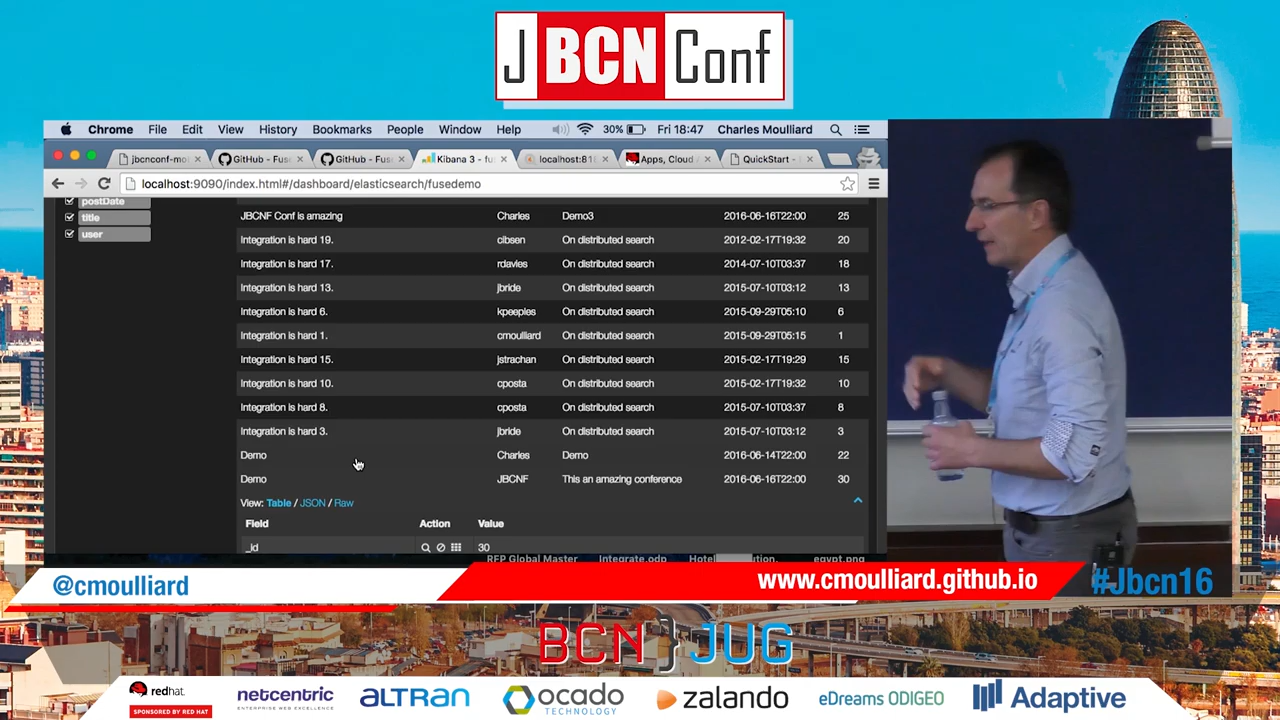 J BCN Conf
Chrome File Edit View History Bookmarks People Window Help 30% Fri 18:47 Charles Moulliard
jbcnconf-mo GitHub - Fus GitHub - Fus Kibana 3 - fu localhost:818 Apps, Cloud QuickStart -
localhost:9090/index.html#/dashboard/elasticsearch/fusedemo
postDate
title
user
JBCNF Conf is amazing Charles Demo3 2016-06-16T22:00 25
Integration is hard 19. cibsen On distributed search 2012-02-17T19:32 20
Integration is hard 17. rdavies On distributed search 2014-07-10T03:37 18
Integration is hard 13. jbride On distributed search 2015-07-10T03:12 13
Integration is hard 6. kpeeples On distributed search 2015-09-29T05:10 6
Integration is hard 1. cmoulliard On distributed search 2015-09-29T05:15 1
Integration is hard 15. jstrachan On distributed search 2015-02-17T19:29 15
Integration is hard 10. cposta On distributed search 2015-02-17T19:32 10
Integration is hard 8. cposta On distributed search 2015-07-10T03:37 8
Integration is hard 3. jbride On distributed search 2015-07-10T03:12 3
Demo Charles Demo 2016-06-14T22:00 22
Demo JBCNF This an amazing conference 2016-06-16T22:00 30
View: Table / JSON / Raw
Field Action Value
_id 30
RFP Global Master Integrate.odp Hotel ution. egypt.png
@cmoulliard
www.cmoulliard.github.io
#Jbcn16
BCN JUG
redhat.
SPONSORED BY RED HAT
netcentric
ENTERPRISE WEB EXCELLENCE
ALTRAN
ocado
TECHNOLOGY
zalando
eDreams ODIGEO
Adaptive